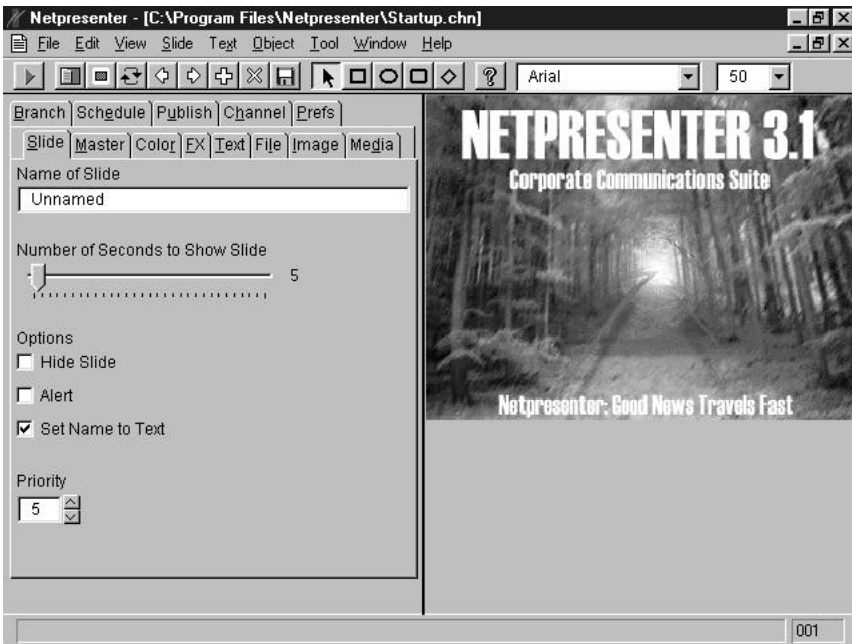 Netpresenter - [C:\Program Files\Netpresenter\Startup.chn]
File Edit View Slide Text Object Tool Window Help
Arial 50
Branch Schedule Publish Channel Prefs
Slide Master Color FX Text File Image Media
Name of Slide
Unnamed
Number of Seconds to Show Slide
5
Options
Hide Slide
Alert
Set Name to Text
Priority
5
NETPRESENTER 3.1
Corporate Communications Suite
Netpresenter: Good News Travels Fast
001